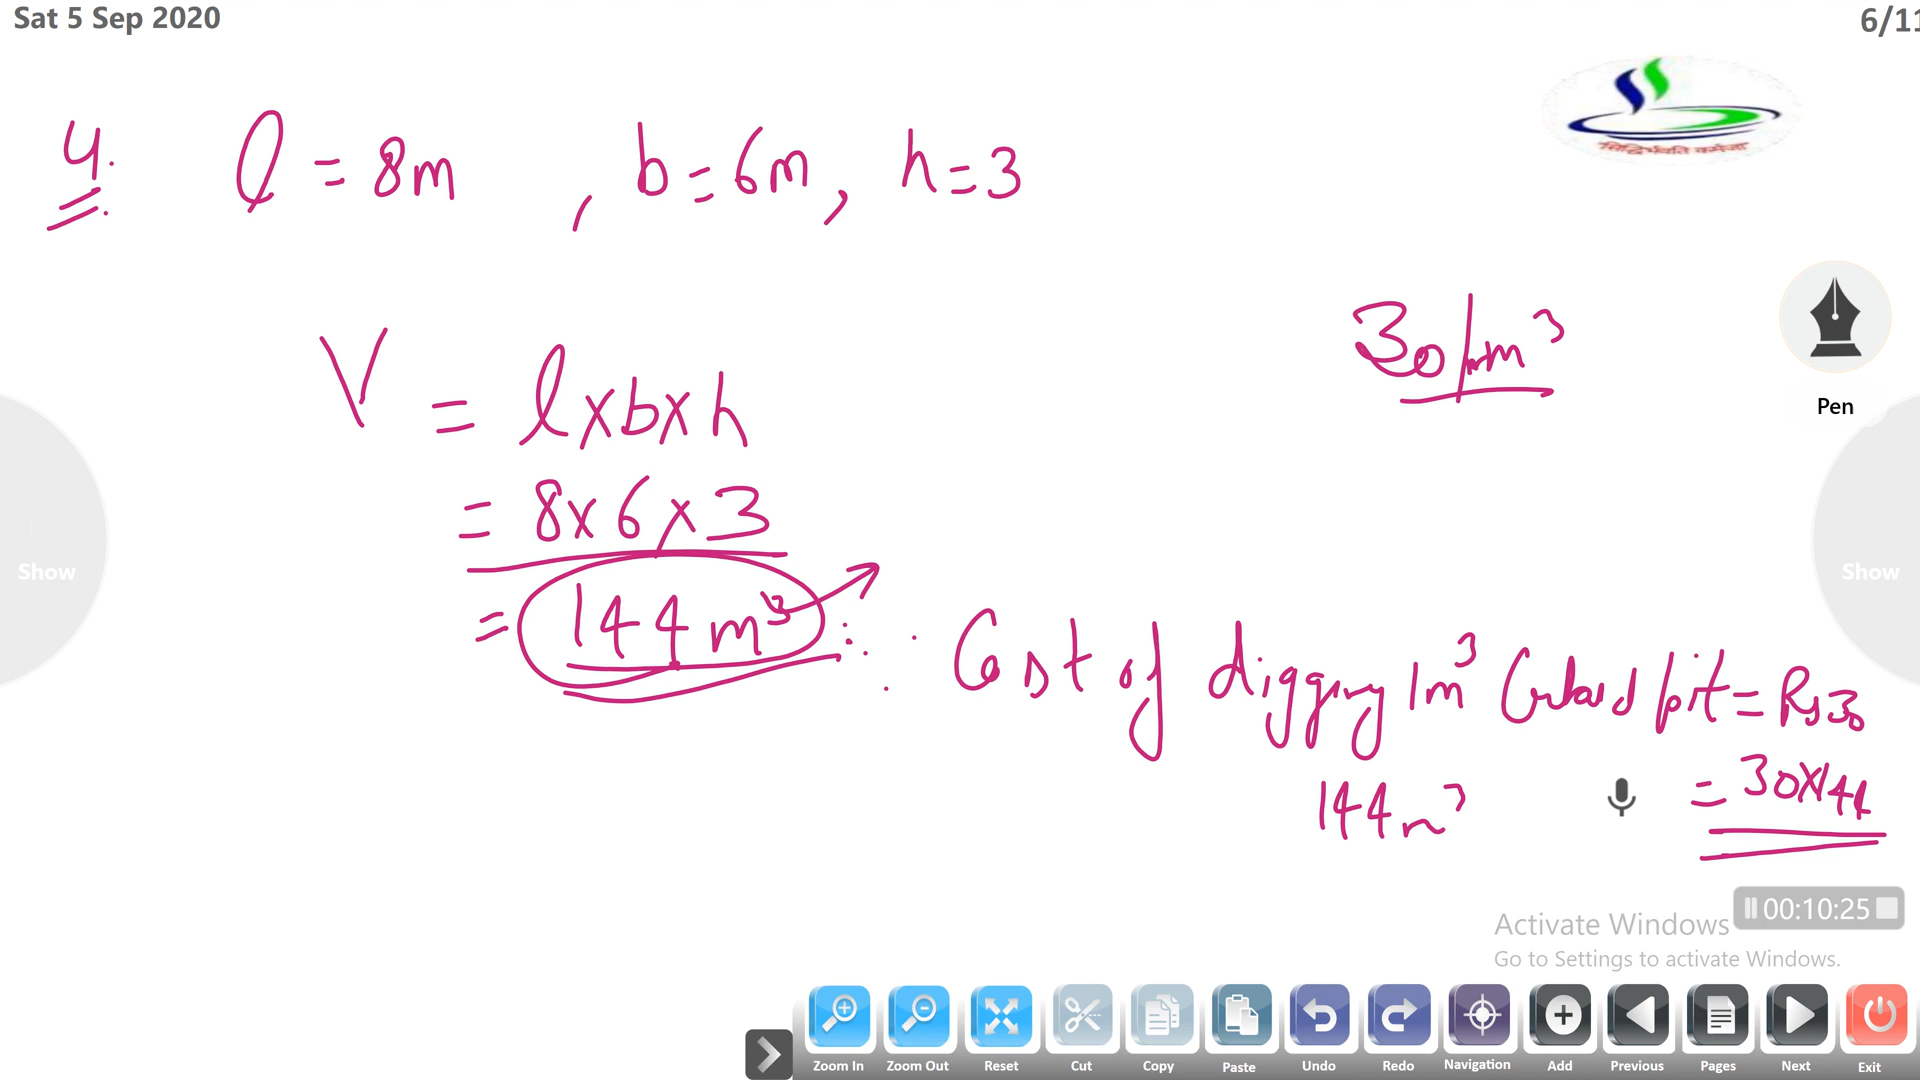 Sat 5 Sep 2020
6/11
4. l = 8m , b = 6m, h = 3
सिद्धिर्भवति कर्मजा
30/m³
Pen
V = l×b×h
= 8×6×3
Show
Show
= 144 m³
∴ Cost of digging 1m³ Cuboid pit = Rs 30
144 m³ = 30×144
00:10:25
Activate Windows
Go to Settings to activate Windows.
Zoom In Zoom Out Reset Cut Copy Paste Undo Redo Navigation Add Previous Pages Next Exit